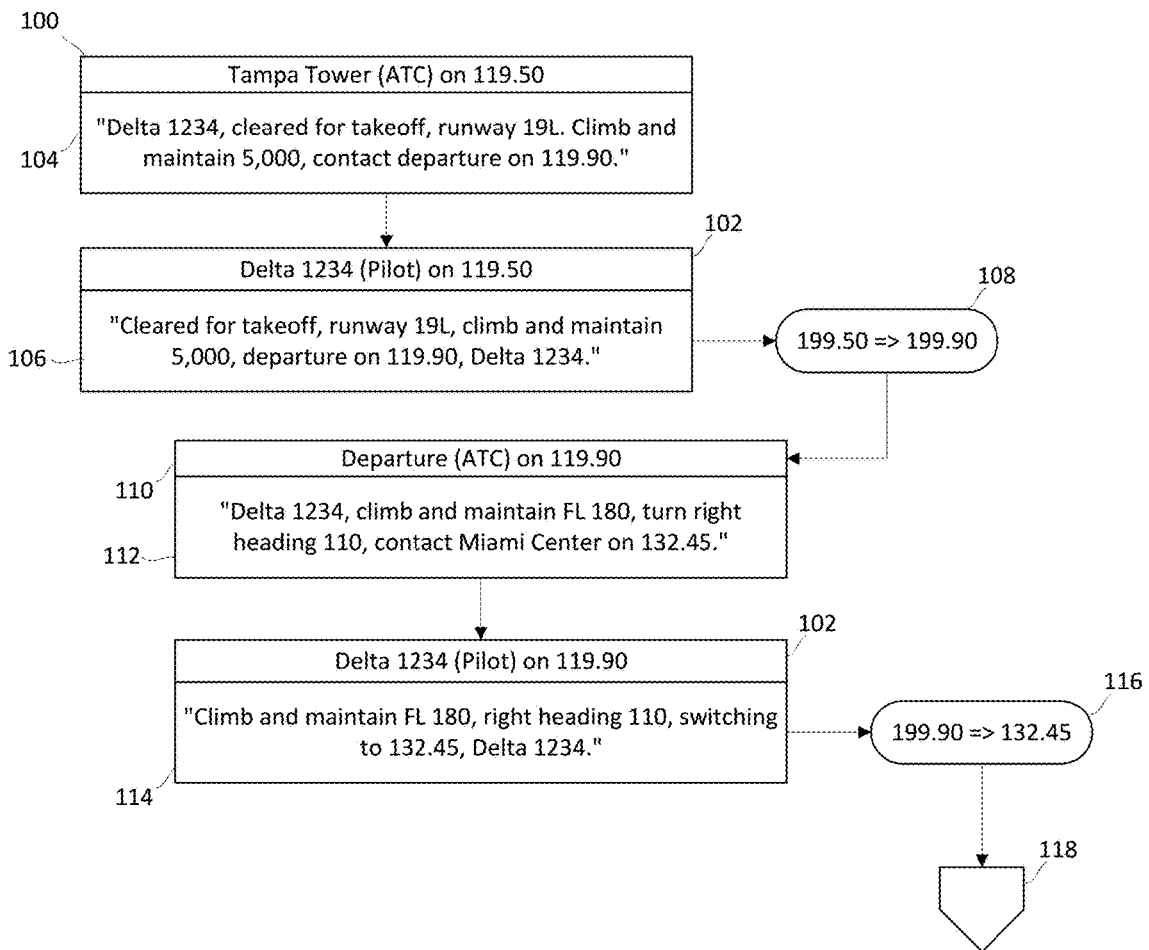 100
Tampa Tower (ATC) on 119.50
"Delta 1234, cleared for takeoff, runway 19L. Climb and
maintain 5,000, contact departure on 119.90."
104
102
Delta 1234 (Pilot) on 119.50
"Cleared for takeoff, runway 19L, climb and maintain
5,000, departure on 119.90, Delta 1234."
106
108
199.50 => 199.90
Departure (ATC) on 119.90
110
"Delta 1234, climb and maintain FL 180, turn right
heading 110, contact Miami Center on 132.45."
112
102
Delta 1234 (Pilot) on 119.90
"Climb and maintain FL 180, right heading 110, switching
to 132.45, Delta 1234."
114
116
199.90 => 132.45
118